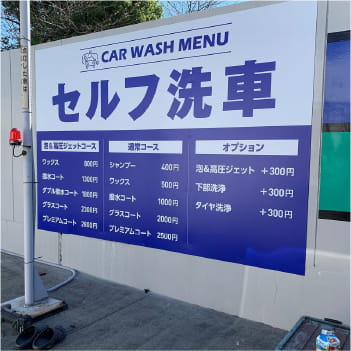 CAR WASH MENU
セルフ洗車
泡&高圧ジェットコース
ワックス 800円
撥水コート 1300円
ダブル撥水コート 1800円
グラスコート 2300円
プレミアムコート 2800円
通常コース
シャンプー 400円
ワックス 500円
撥水コート 1000円
グラスコート 2000円
プレミアムコート 2500円
オプション
泡&高圧ジェット +300円
下部洗浄 +300円
タイヤ洗浄 +300円